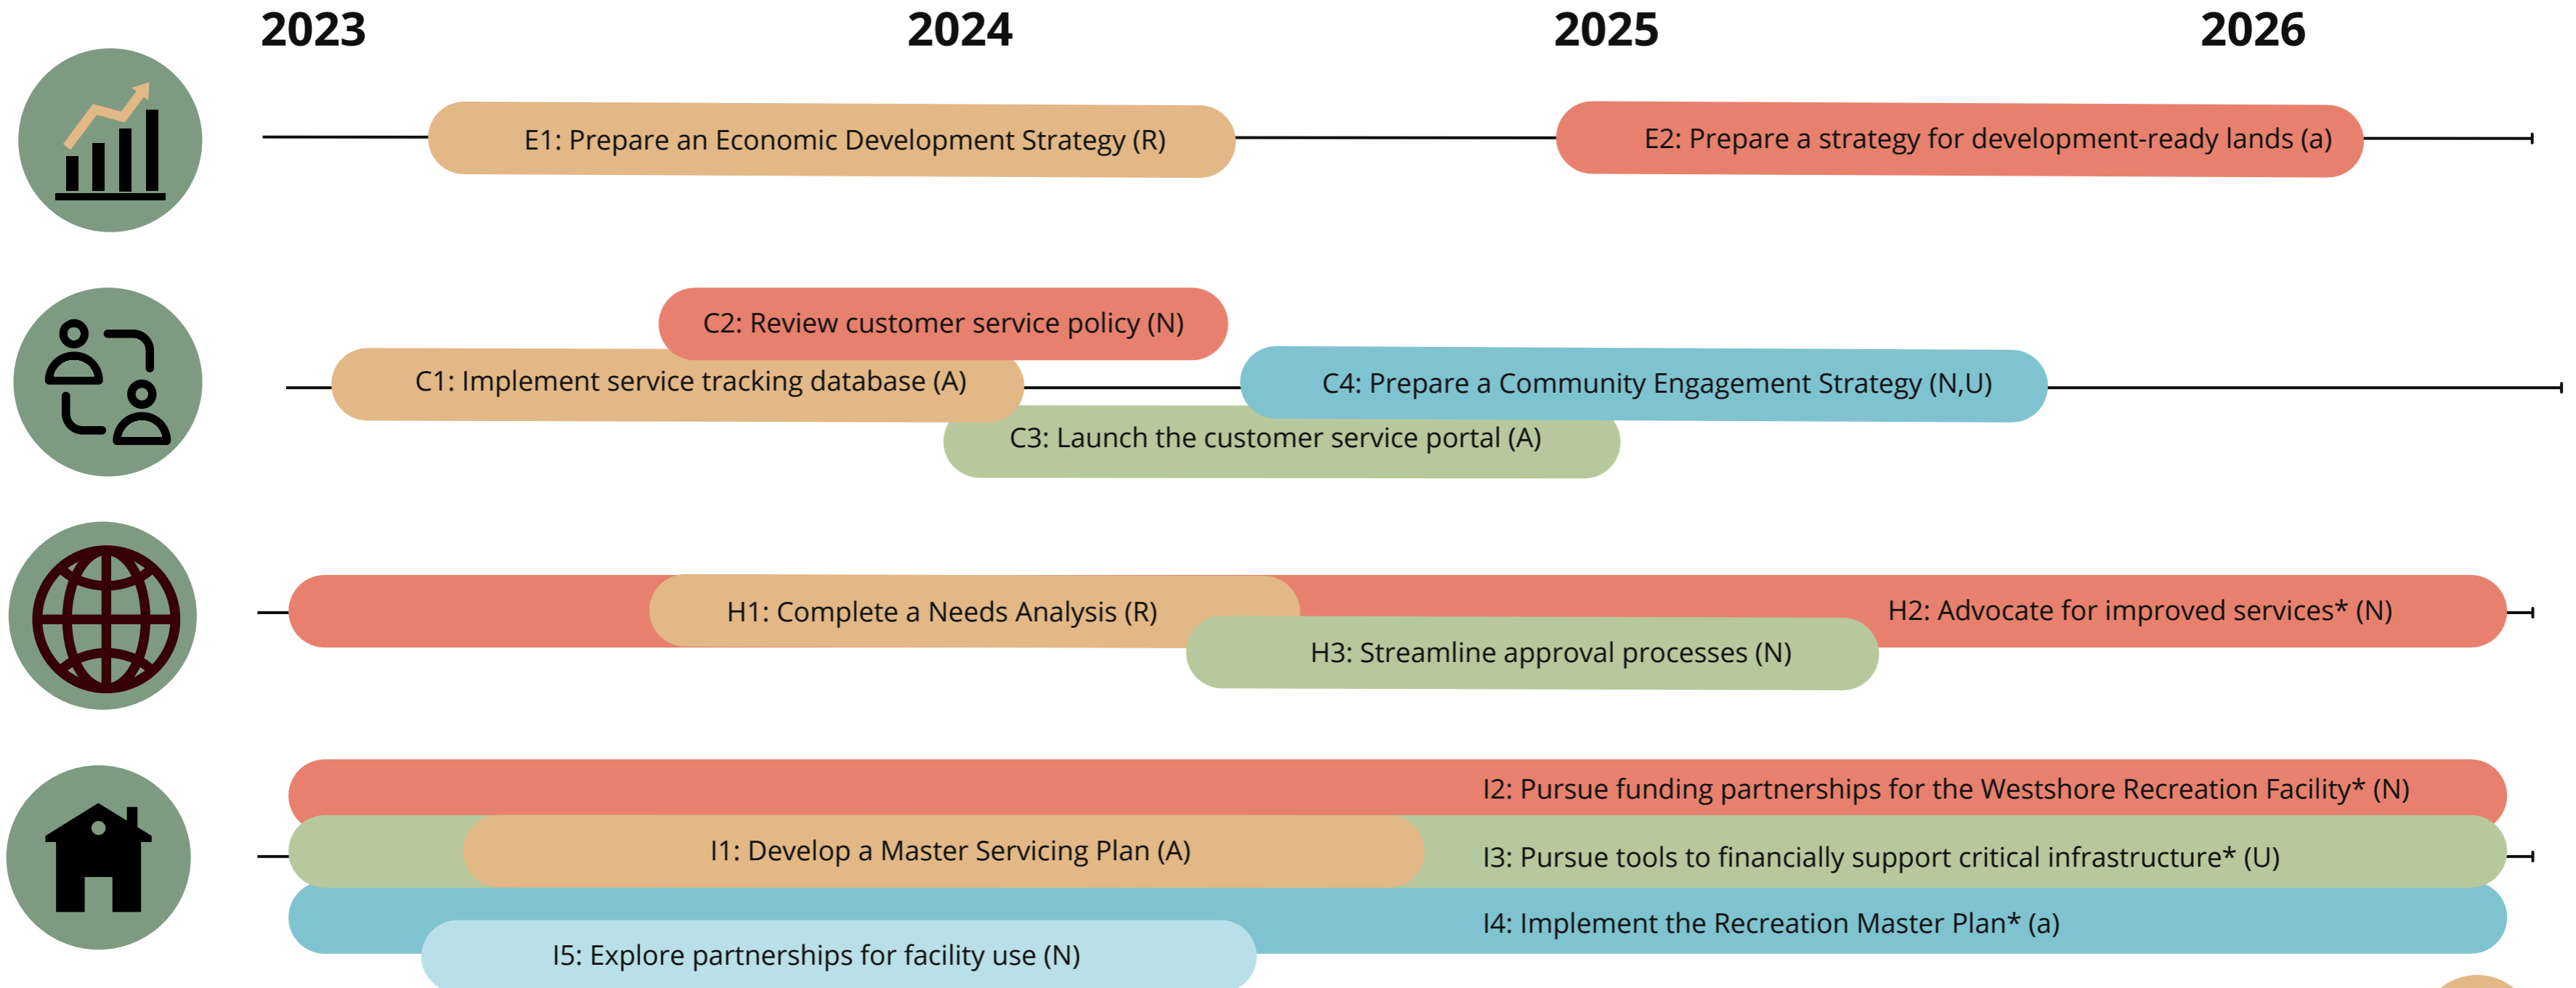 2023 2024 2025 2026
E1: Prepare an Economic Development Strategy (R)
E2: Prepare a strategy for development-ready lands (a)
C2: Review customer service policy (N)
C1: Implement service tracking database (A)
C4: Prepare a Community Engagement Strategy (N,U)
C3: Launch the customer service portal (A)
H1: Complete a Needs Analysis (R)
H2: Advocate for improved services* (N)
H3: Streamline approval processes (N)
I2: Pursue funding partnerships for the Westshore Recreation Facility* (N)
I1: Develop a Master Servicing Plan (A)
I3: Pursue tools to financially support critical infrastructure* (U)
I4: Implement the Recreation Master Plan* (a)
I5: Explore partnerships for facility use (N)